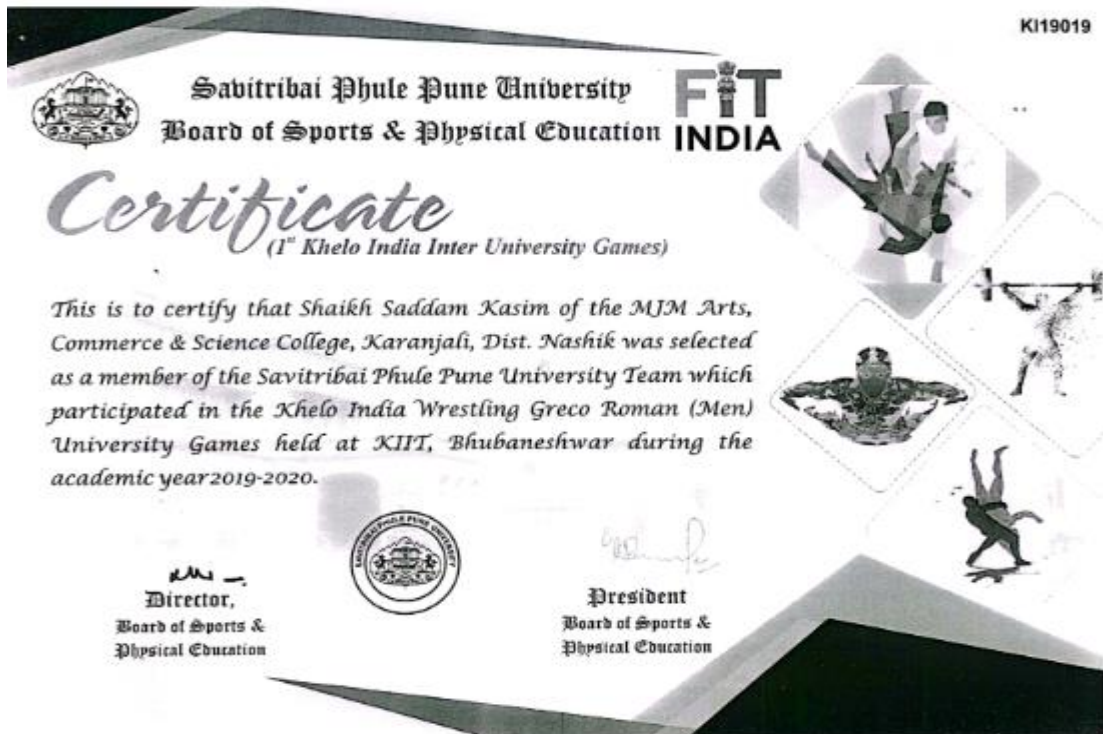 KI19019
Savitribai Phule Pune University
Board of Sports & Physical Education
FIT
INDIA
Certificate
(1st Khelo India Inter University Games)
This is to certify that Shaikh Saddam Kasim of the MJM Arts,
Commerce & Science College, Karanjali, Dist. Nashik was selected
as a member of the Savitribai Phule Pune University Team which
participated in the Khelo India Wrestling Greco Roman (Men)
University Games held at KIIT, Bhubaneshwar during the
academic year2019-2020.
SAVITRIBAI PHULE PUNE UNIVERSITY
Director,
Board of Sports &
Physical Education
President
Board of Sports &
Physical Education